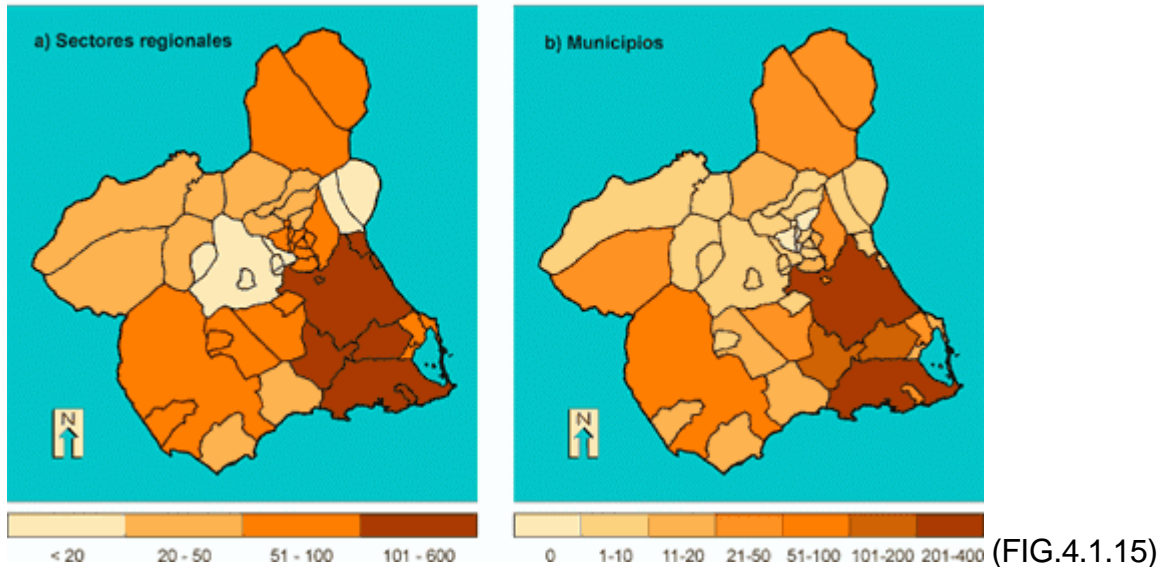 a) Sectores regionales
b) Municipios
N
N
< 20 20 - 50 51 - 100 101 - 600
0 1-10 11-20 21-50 51-100 101-200 201-400
(FIG.4.1.15)